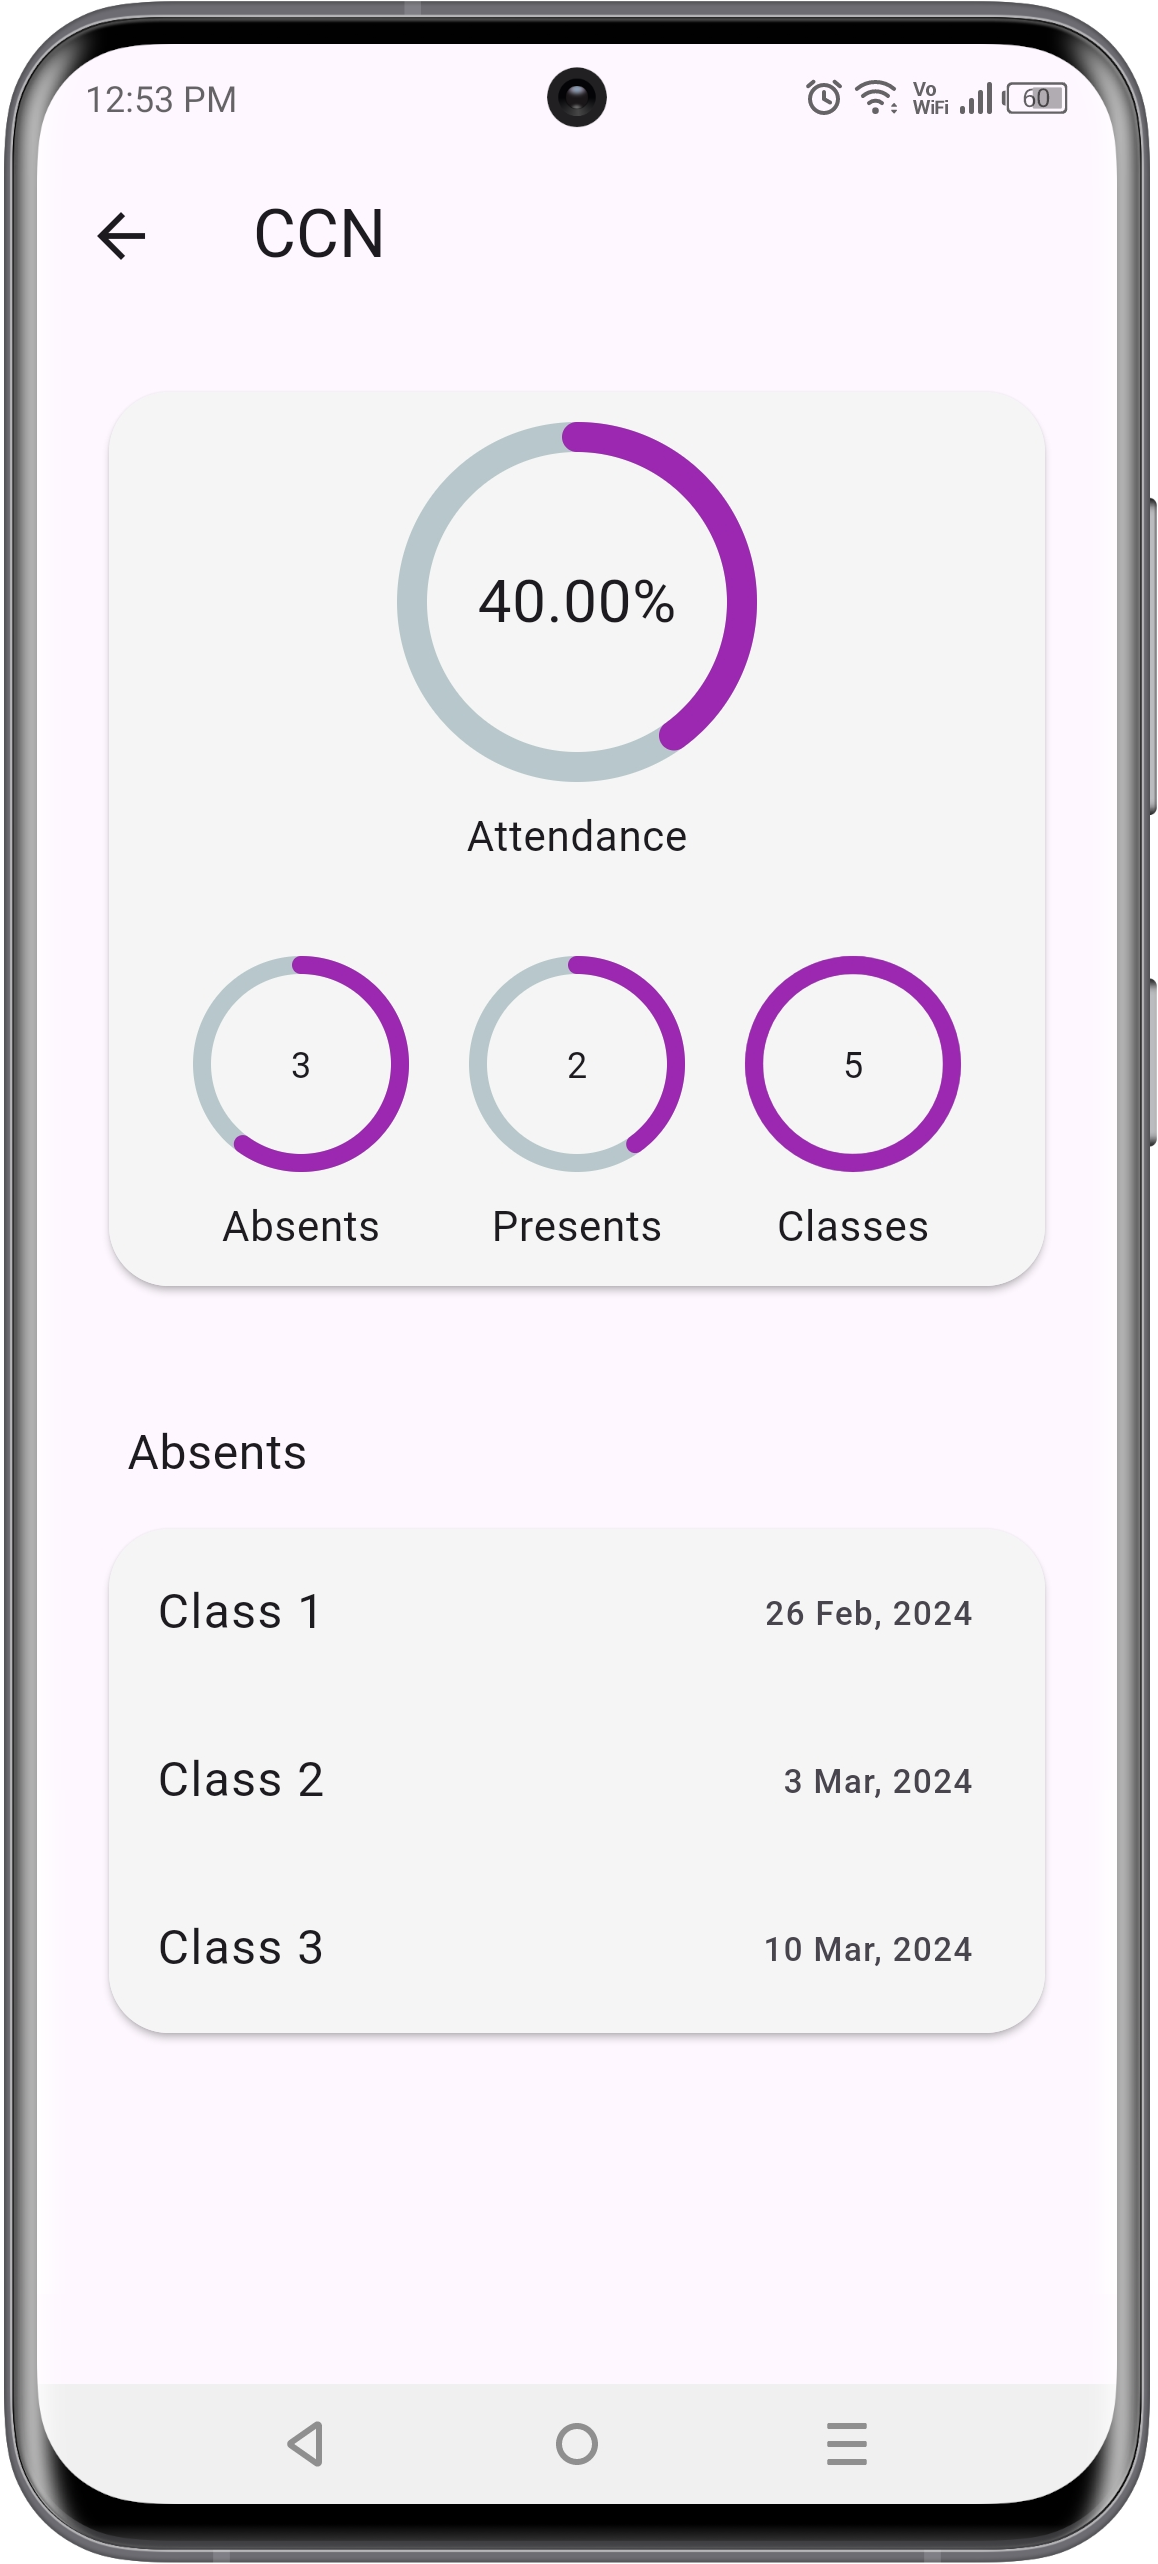 12:53 PM
Vo
WiFi
60
CCN
40.00%
Attendance
3
2
5
Absents
Presents
Classes
Absents
Class 1
26 Feb, 2024
Class 2
3 Mar, 2024
Class 3
10 Mar, 2024